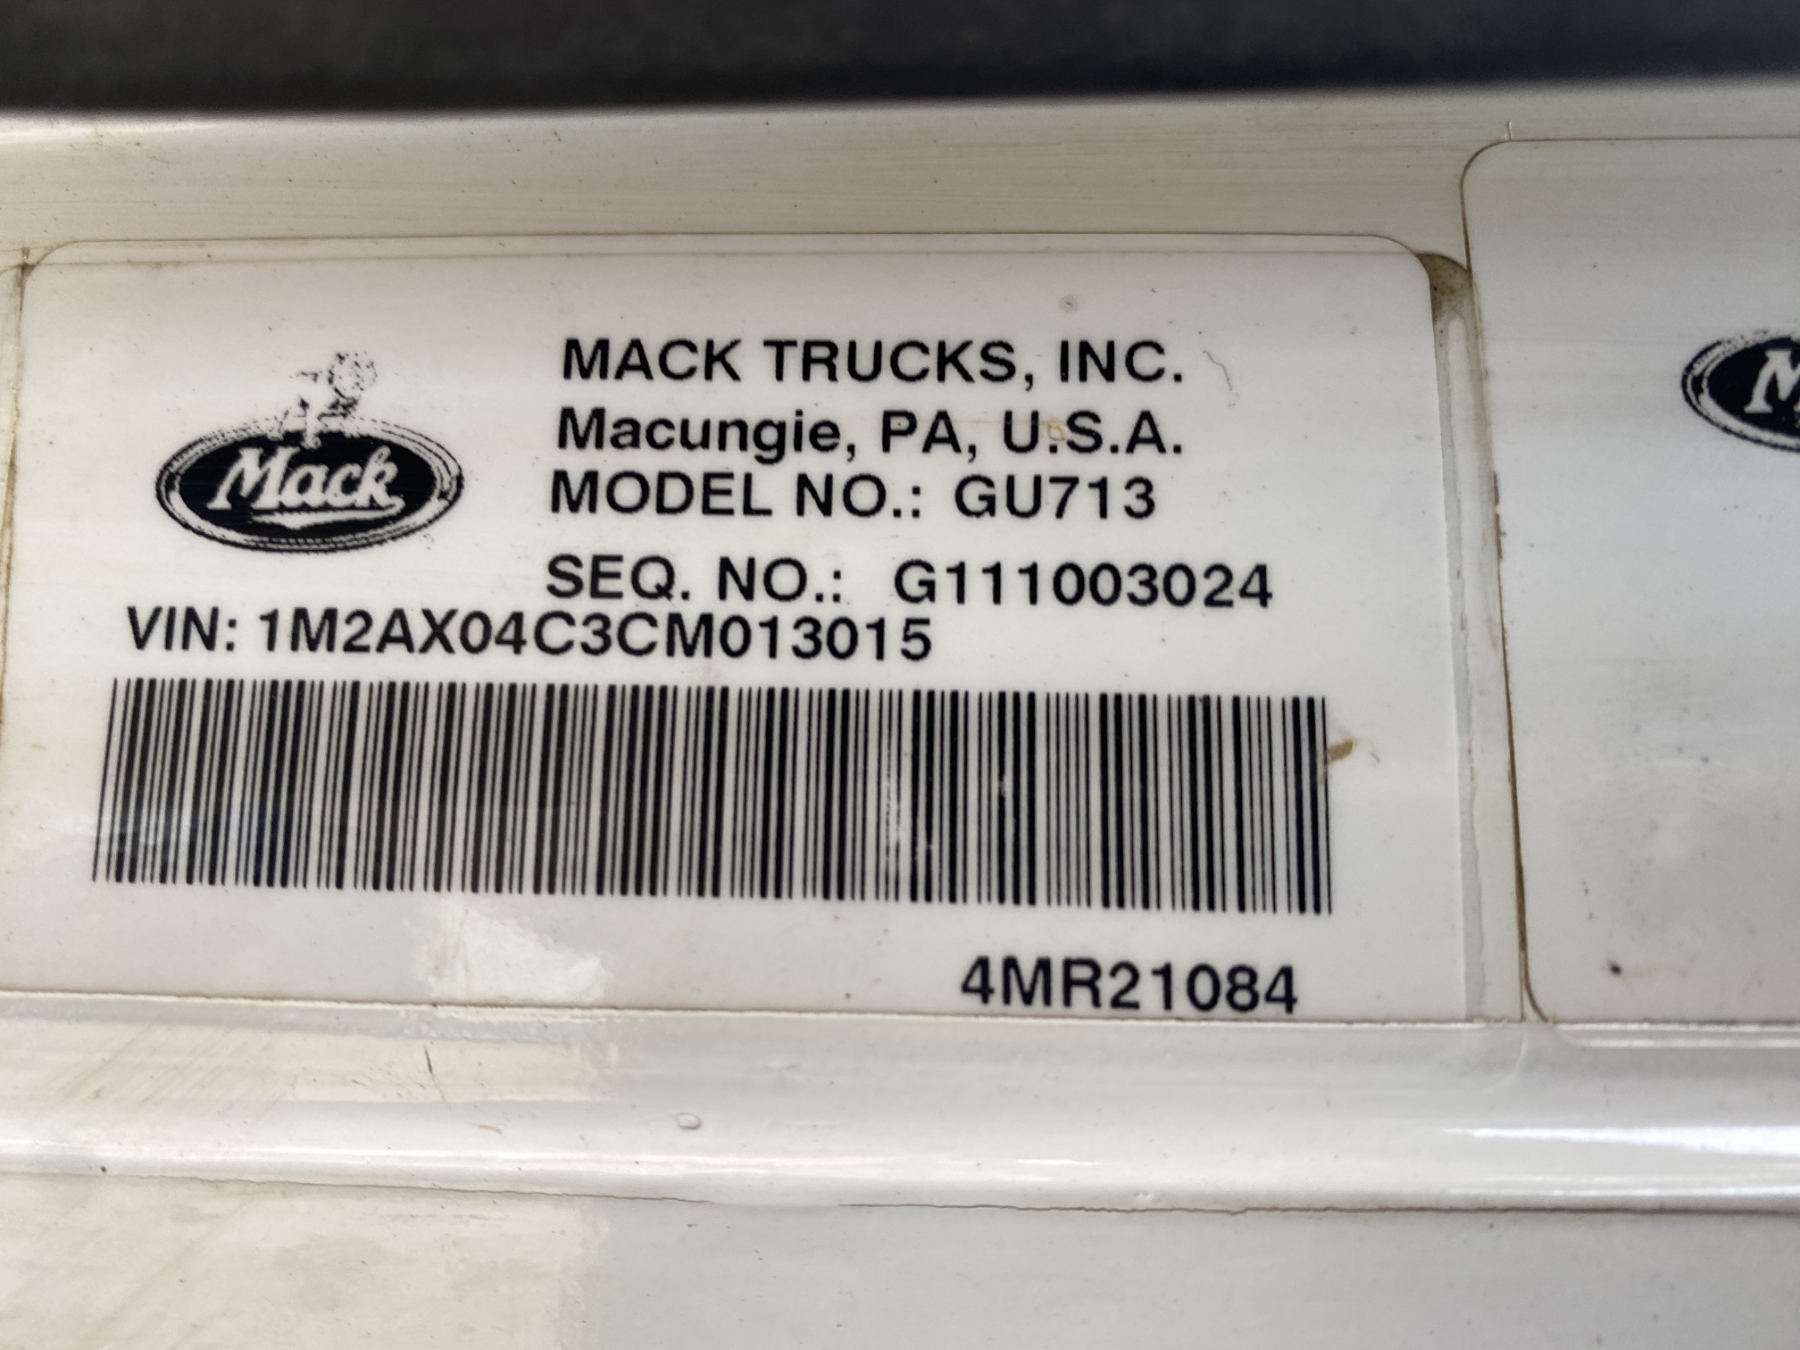 MACK TRUCKS, INC.
Macungie, PA, U.S.A.
Mack
MODEL NO.: GU713
SEQ. NO.: G111003024
VIN: 1M2AX04C3CM013015
4MR21084
M